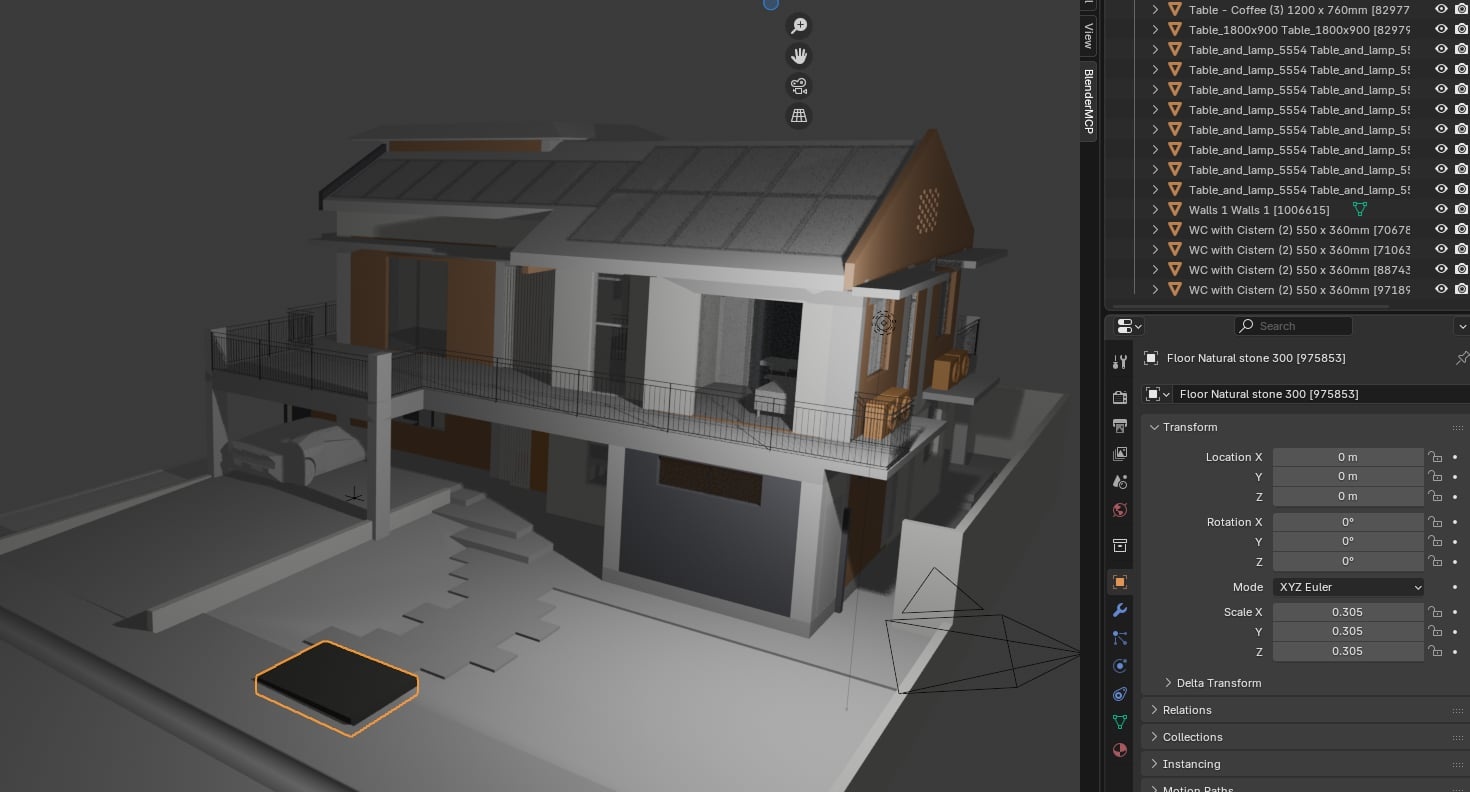 View
BlenderMCP
Table - Coffee (3) 1200 x 760mm [82977
Table_1800x900 Table_1800x900 [82979
Table_and_lamp_5554 Table_and_lamp_55
Table_and_lamp_5554 Table_and_lamp_55
Table_and_lamp_5554 Table_and_lamp_55
Table_and_lamp_5554 Table_and_lamp_55
Table_and_lamp_5554 Table_and_lamp_55
Table_and_lamp_5554 Table_and_lamp_55
Table_and_lamp_5554 Table_and_lamp_55
Table_and_lamp_5554 Table_and_lamp_55
Walls 1 Walls 1 [1006615]
WC with Cistern (2) 550 x 360mm [70678
WC with Cistern (2) 550 x 360mm [71063
WC with Cistern (2) 550 x 360mm [88743
WC with Cistern (2) 550 x 360mm [97189
Search
Floor Natural stone 300 [975853]
Floor Natural stone 300 [975853]
Transform
Location X 0 m
Y 0 m
Z 0 m
Rotation X 0°
Y 0°
Z 0°
Mode XYZ Euler
Scale X 0.305
Y 0.305
Z 0.305
Delta Transform
Relations
Collections
Instancing
Motion Paths